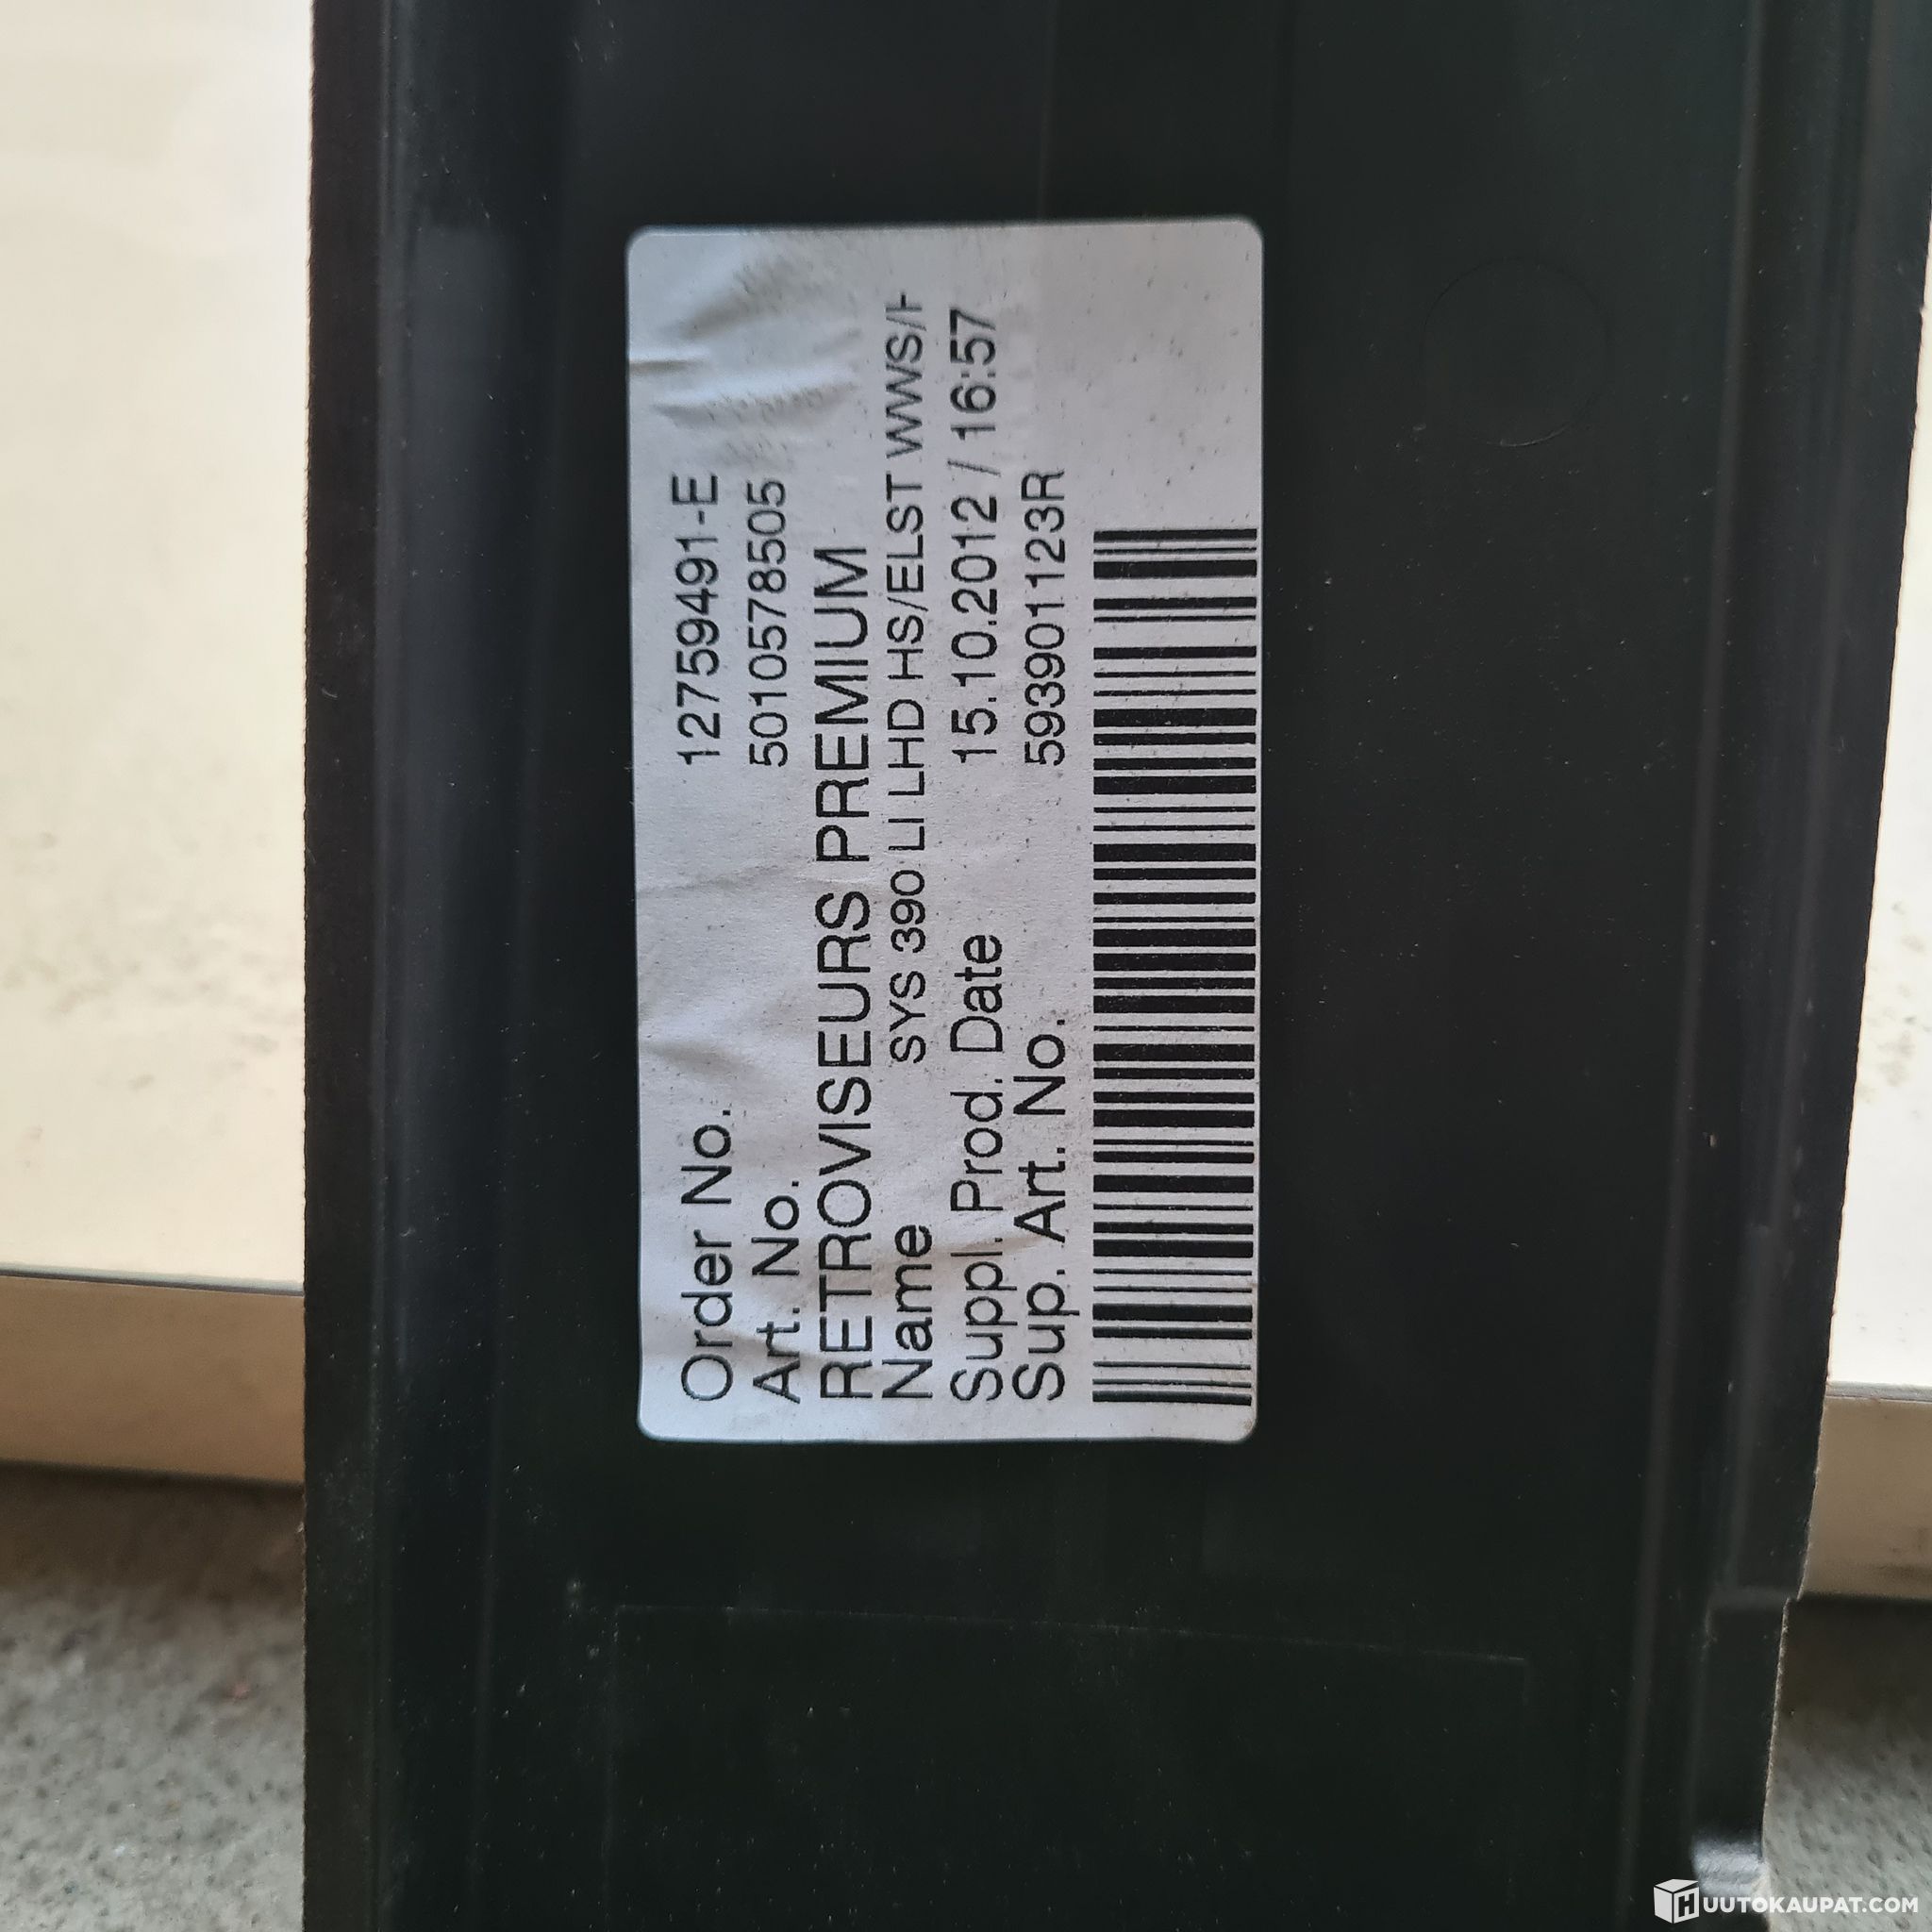 Order No. 12759491-E
Art. No. 5010578505
RETROVISEURS PREMIUM
Name SYS 390 LI LHD HS/ELST WWS/H
Suppl. Prod. Date 15.10.2012 / 16:57
Sup. Art. No. 593901123R
HUUTOKAUPAT.COM